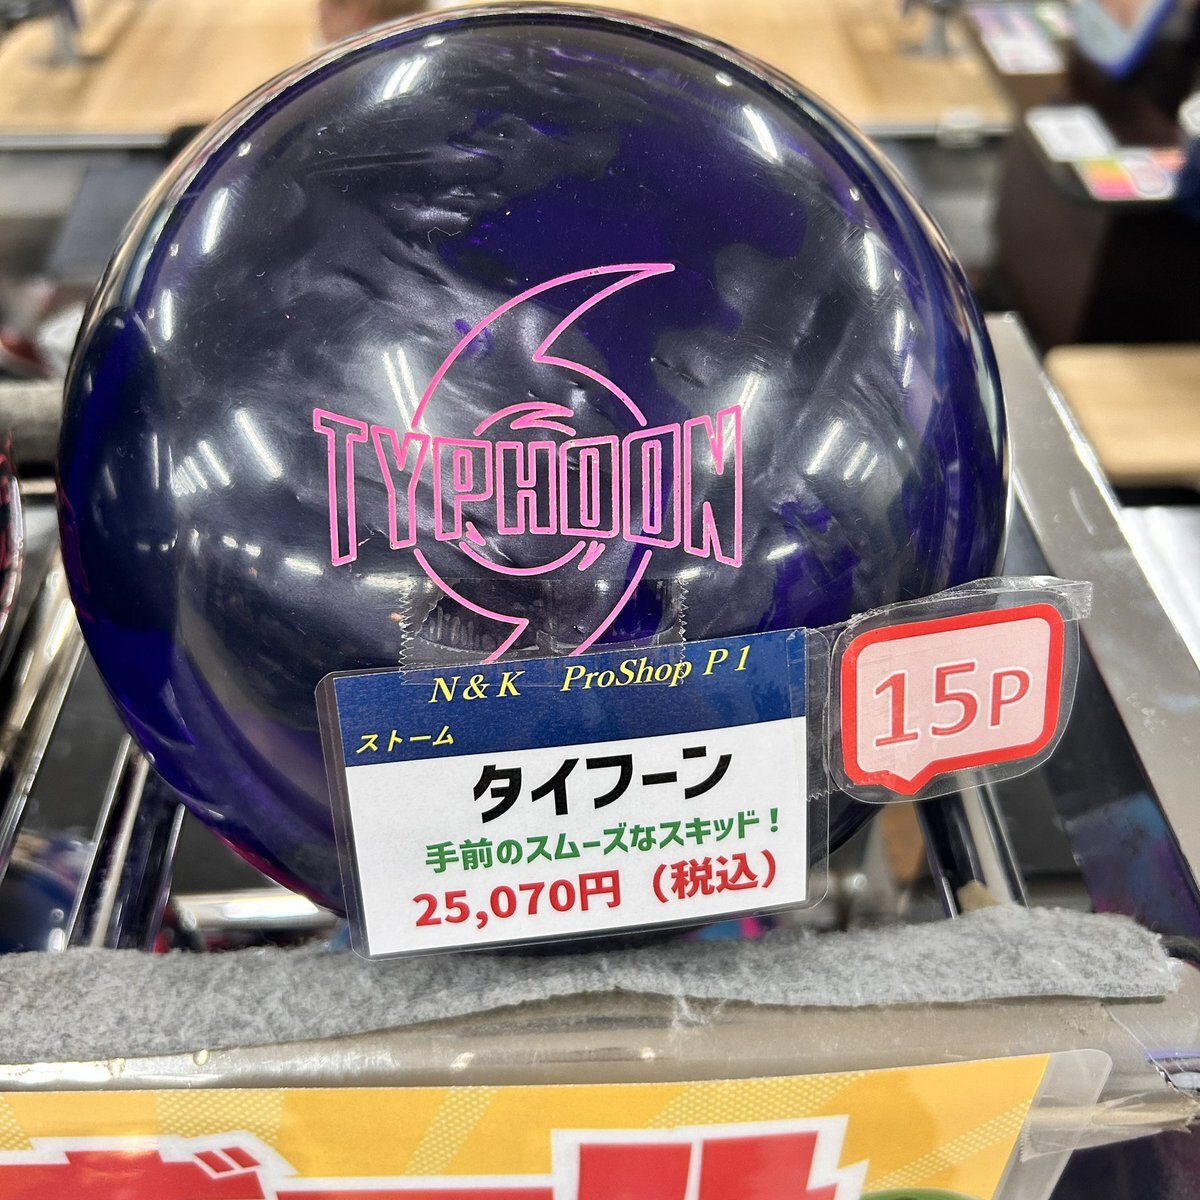 TYPHOON
N&K ProShop P1
ストーム
タイフーン
手前のスムーズなスキッド!
25,070円(税込)
15P